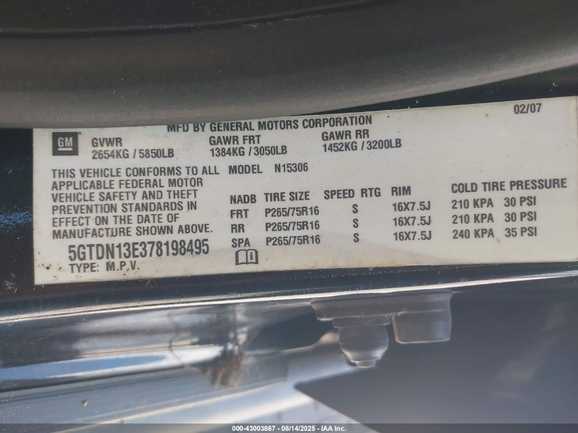 MFD BY GENERAL MOTORS CORPORATION 02/07
GM GVWR GAWR FRT GAWR RR
2654KG / 5850LB 1384KG / 3050LB 1452KG / 3200LB
THIS VEHICLE CONFORMS TO ALL MODEL N15306
APPLICABLE FEDERAL MOTOR
VEHICLE SAFETY AND THEFT
PREVENTION STANDARDS IN
EFFECT ON THE DATE OF
MANUFACTURE SHOWN ABOVE.
5GTDN13E378198495
TYPE: M.P.V.
NADB TIRE SIZE SPEED RTG RIM COLD TIRE PRESSURE
FRT P265/75R16 S 16X7.5J 210 KPA 30 PSI
RR P265/75R16 S 16X7.5J 210 KPA 30 PSI
SPA P265/75R16 S 16X7.5J 240 KPA 35 PSI
000-43003867 - 08/14/2025 - IAA Inc.